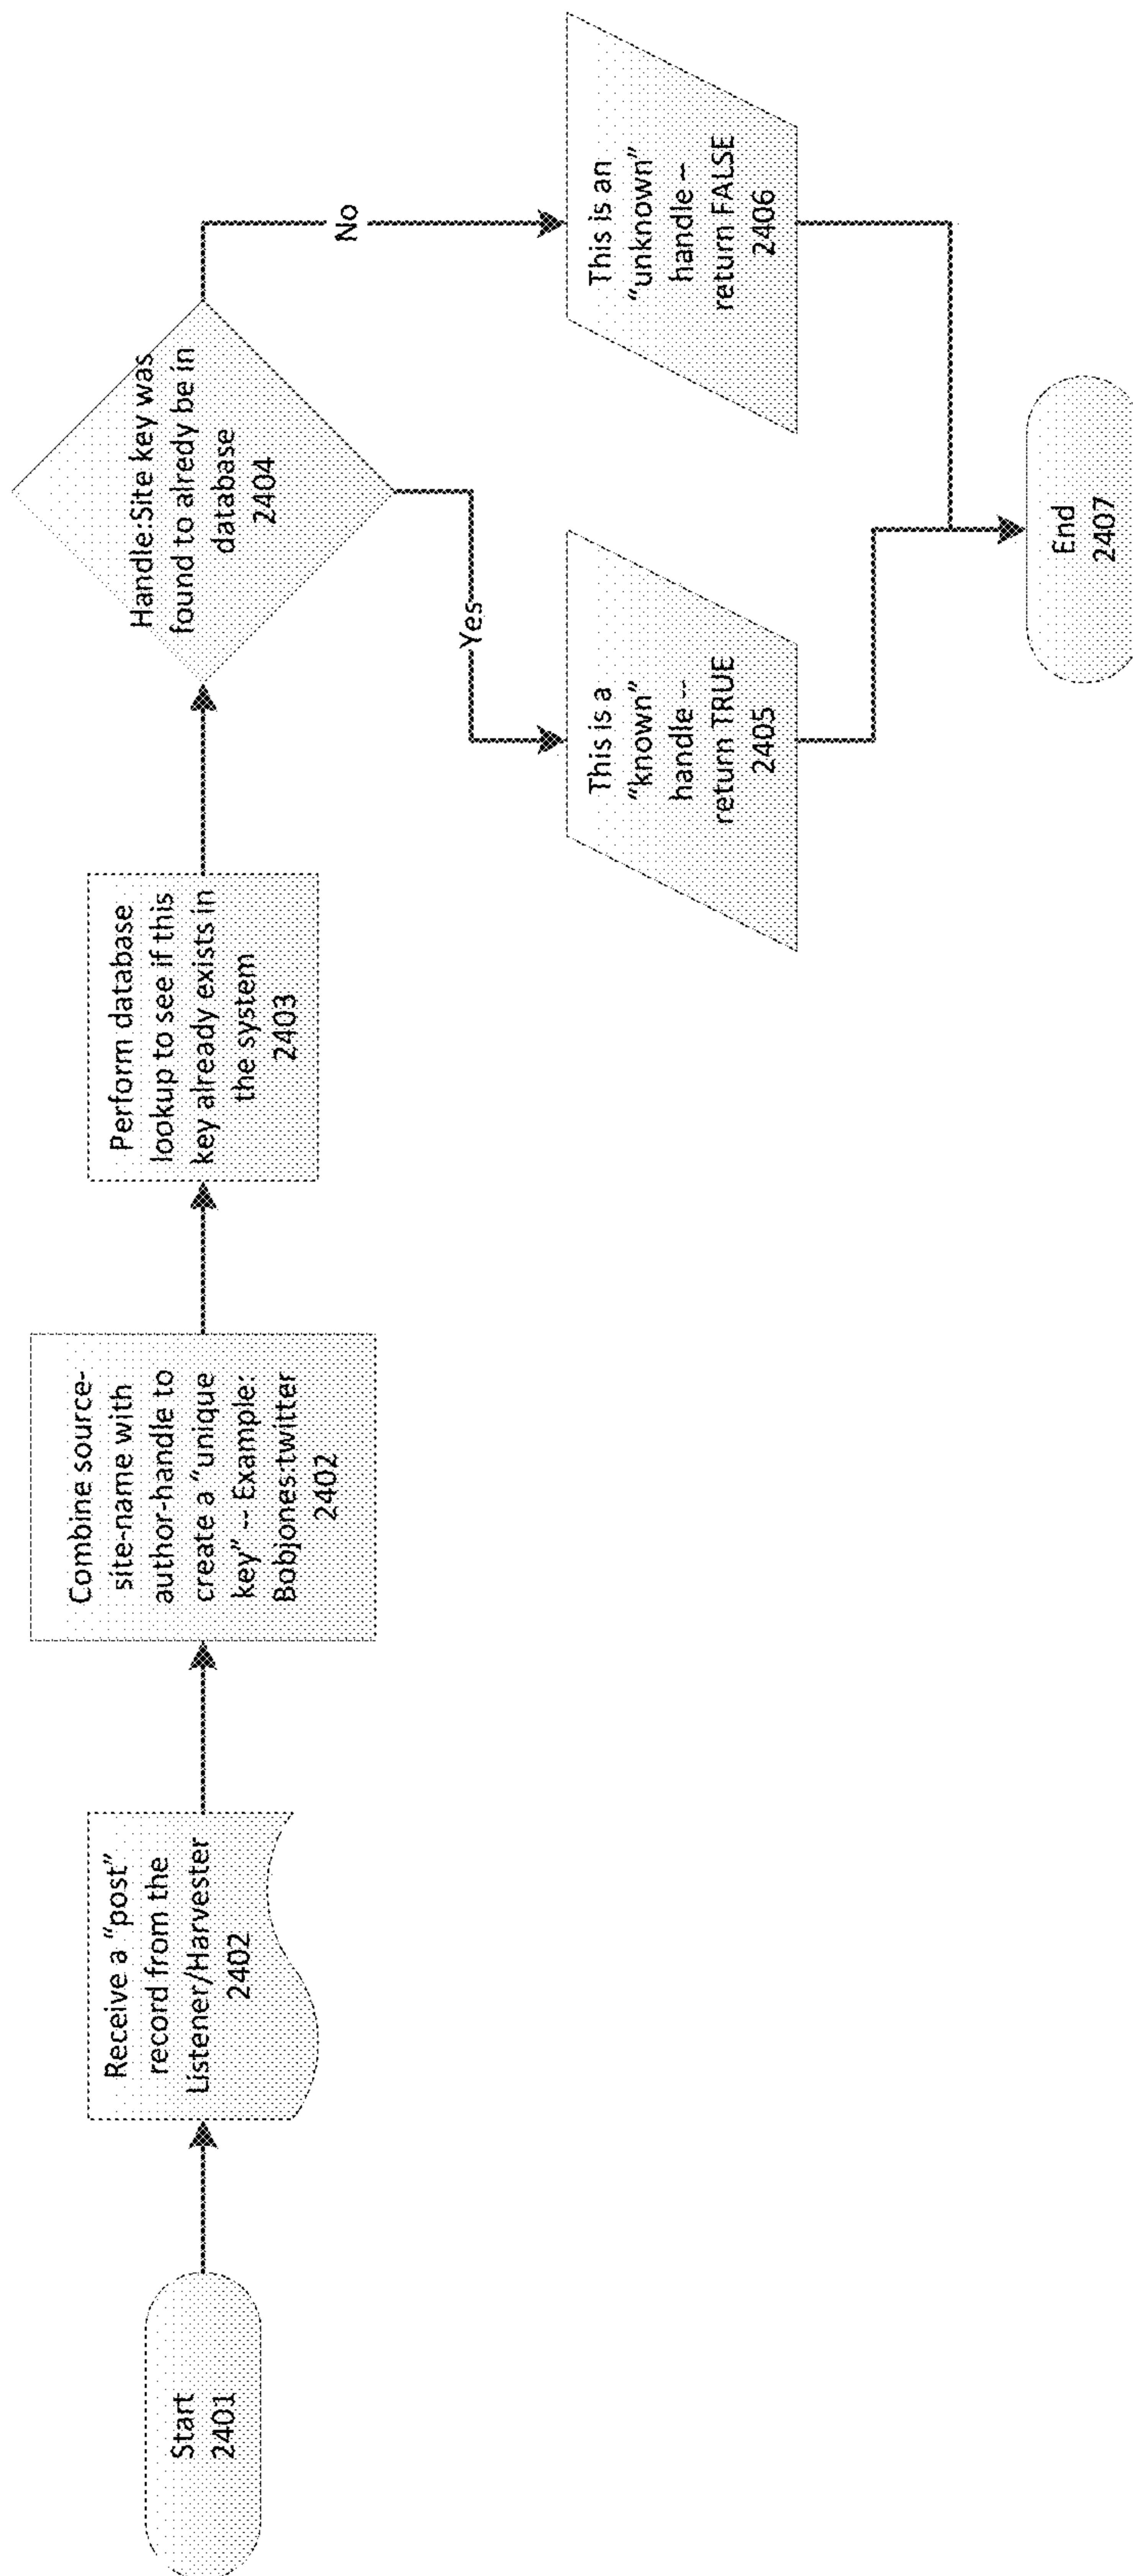 Start
2401
Receive a “post”
record from the
Listener/Harvester
2402
Combine source-
site-name with
author-handle to
create a “unique
key” -- Example:
Bobjones:twitter
2402
Perform database
lookup to see if this
key already exists in
the system
2403
Handle:Site key was
found to alredy be in
database
2404
Yes
No
This is a
“known”
handle --
return TRUE
2405
This is an
“unknown”
handle --
return FALSE
2406
End
2407